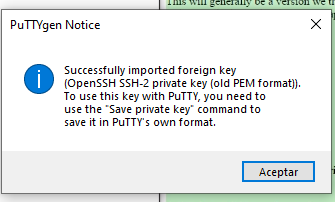 This will generally be a version we th
PuTTYgen Notice
Successfully imported foreign key
(OpenSSH SSH-2 private key (old PEM format)).
To use this key with PuTTY, you need to
use the "Save private key" command to
save it in PuTTY's own format.
Aceptar